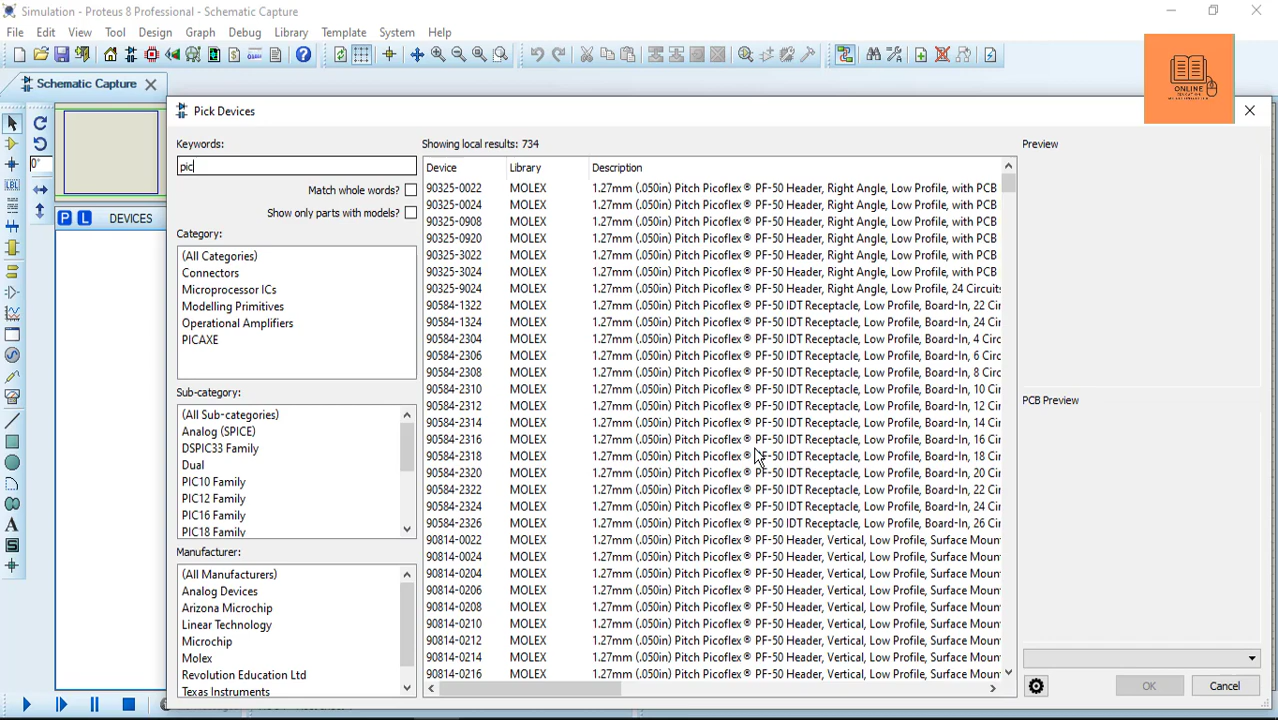 Simulation - Proteus 8 Professional - Schematic Capture
File Edit View Tool Design Graph Debug Library Template System Help
Schematic Capture
ONLINE
Pick Devices
Keywords:
pic
Match whole words?
Show only parts with models?
Category:
(All Categories)
Connectors
Microprocessor ICs
Modelling Primitives
Operational Amplifiers
PICAXE
Sub-category:
(All Sub-categories)
Analog (SPICE)
DSPIC33 Family
Dual
PIC10 Family
PIC12 Family
PIC16 Family
PIC18 Family
Manufacturer:
(All Manufacturers)
Analog Devices
Arizona Microchip
Linear Technology
Microchip
Molex
Revolution Education Ltd
Texas Instruments
0°
LBL
P L DEVICES
Showing local results: 734
Device Library Description
90325-0022 MOLEX 1.27mm (.050in) Pitch Picoflex® PF-50 Header, Right Angle, Low Profile, with PCB
90325-0024 MOLEX 1.27mm (.050in) Pitch Picoflex® PF-50 Header, Right Angle, Low Profile, with PCB
90325-0908 MOLEX 1.27mm (.050in) Pitch Picoflex® PF-50 Header, Right Angle, Low Profile, with PCB
90325-0920 MOLEX 1.27mm (.050in) Pitch Picoflex® PF-50 Header, Right Angle, Low Profile, with PCB
90325-3022 MOLEX 1.27mm (.050in) Pitch Picoflex® PF-50 Header, Right Angle, Low Profile, with PCB
90325-3024 MOLEX 1.27mm (.050in) Pitch Picoflex® PF-50 Header, Right Angle, Low Profile, with PCB
90325-9024 MOLEX 1.27mm (.050in) Pitch Picoflex® PF-50 Header, Right Angle, Low Profile, 24 Circuits
90584-1322 MOLEX 1.27mm (.050in) Pitch Picoflex® PF-50 IDT Receptacle, Low Profile, Board-In, 22 Cir
90584-1324 MOLEX 1.27mm (.050in) Pitch Picoflex® PF-50 IDT Receptacle, Low Profile, Board-In, 24 Cir
90584-2304 MOLEX 1.27mm (.050in) Pitch Picoflex® PF-50 IDT Receptacle, Low Profile, Board-In, 4 Circ
90584-2306 MOLEX 1.27mm (.050in) Pitch Picoflex® PF-50 IDT Receptacle, Low Profile, Board-In, 6 Circ
90584-2308 MOLEX 1.27mm (.050in) Pitch Picoflex® PF-50 IDT Receptacle, Low Profile, Board-In, 8 Circ
90584-2310 MOLEX 1.27mm (.050in) Pitch Picoflex® PF-50 IDT Receptacle, Low Profile, Board-In, 10 Cir
90584-2312 MOLEX 1.27mm (.050in) Pitch Picoflex® PF-50 IDT Receptacle, Low Profile, Board-In, 12 Cir
90584-2314 MOLEX 1.27mm (.050in) Pitch Picoflex® PF-50 IDT Receptacle, Low Profile, Board-In, 14 Cir
90584-2316 MOLEX 1.27mm (.050in) Pitch Picoflex® PF-50 IDT Receptacle, Low Profile, Board-In, 16 Cir
90584-2318 MOLEX 1.27mm (.050in) Pitch Picoflex® PF-50 IDT Receptacle, Low Profile, Board-In, 18 Cir
90584-2320 MOLEX 1.27mm (.050in) Pitch Picoflex® PF-50 IDT Receptacle, Low Profile, Board-In, 20 Cir
90584-2322 MOLEX 1.27mm (.050in) Pitch Picoflex® PF-50 IDT Receptacle, Low Profile, Board-In, 22 Cir
90584-2324 MOLEX 1.27mm (.050in) Pitch Picoflex® PF-50 IDT Receptacle, Low Profile, Board-In, 24 Cir
90584-2326 MOLEX 1.27mm (.050in) Pitch Picoflex® PF-50 IDT Receptacle, Low Profile, Board-In, 26 Cir
90814-0022 MOLEX 1.27mm (.050in) Pitch Picoflex® PF-50 Header, Vertical, Low Profile, Surface Moun
90814-0024 MOLEX 1.27mm (.050in) Pitch Picoflex® PF-50 Header, Vertical, Low Profile, Surface Moun
90814-0204 MOLEX 1.27mm (.050in) Pitch Picoflex® PF-50 Header, Vertical, Low Profile, Surface Moun
90814-0206 MOLEX 1.27mm (.050in) Pitch Picoflex® PF-50 Header, Vertical, Low Profile, Surface Moun
90814-0208 MOLEX 1.27mm (.050in) Pitch Picoflex® PF-50 Header, Vertical, Low Profile, Surface Moun
90814-0210 MOLEX 1.27mm (.050in) Pitch Picoflex® PF-50 Header, Vertical, Low Profile, Surface Moun
90814-0212 MOLEX 1.27mm (.050in) Pitch Picoflex® PF-50 Header, Vertical, Low Profile, Surface Moun
90814-0214 MOLEX 1.27mm (.050in) Pitch Picoflex® PF-50 Header, Vertical, Low Profile, Surface Moun
90814-0216 MOLEX 1.27mm (.050in) Pitch Picoflex® PF-50 Header, Vertical, Low Profile, Surface Moun
Preview
PCB Preview
OK Cancel